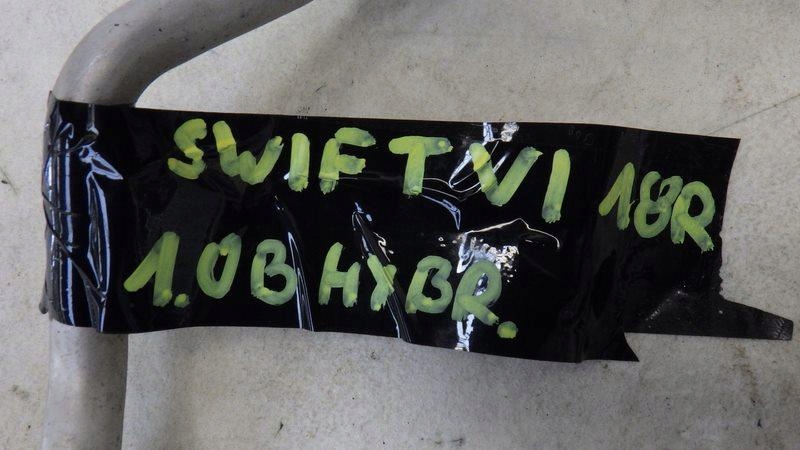 SWIFT VI 18R
1.0B HYBR.